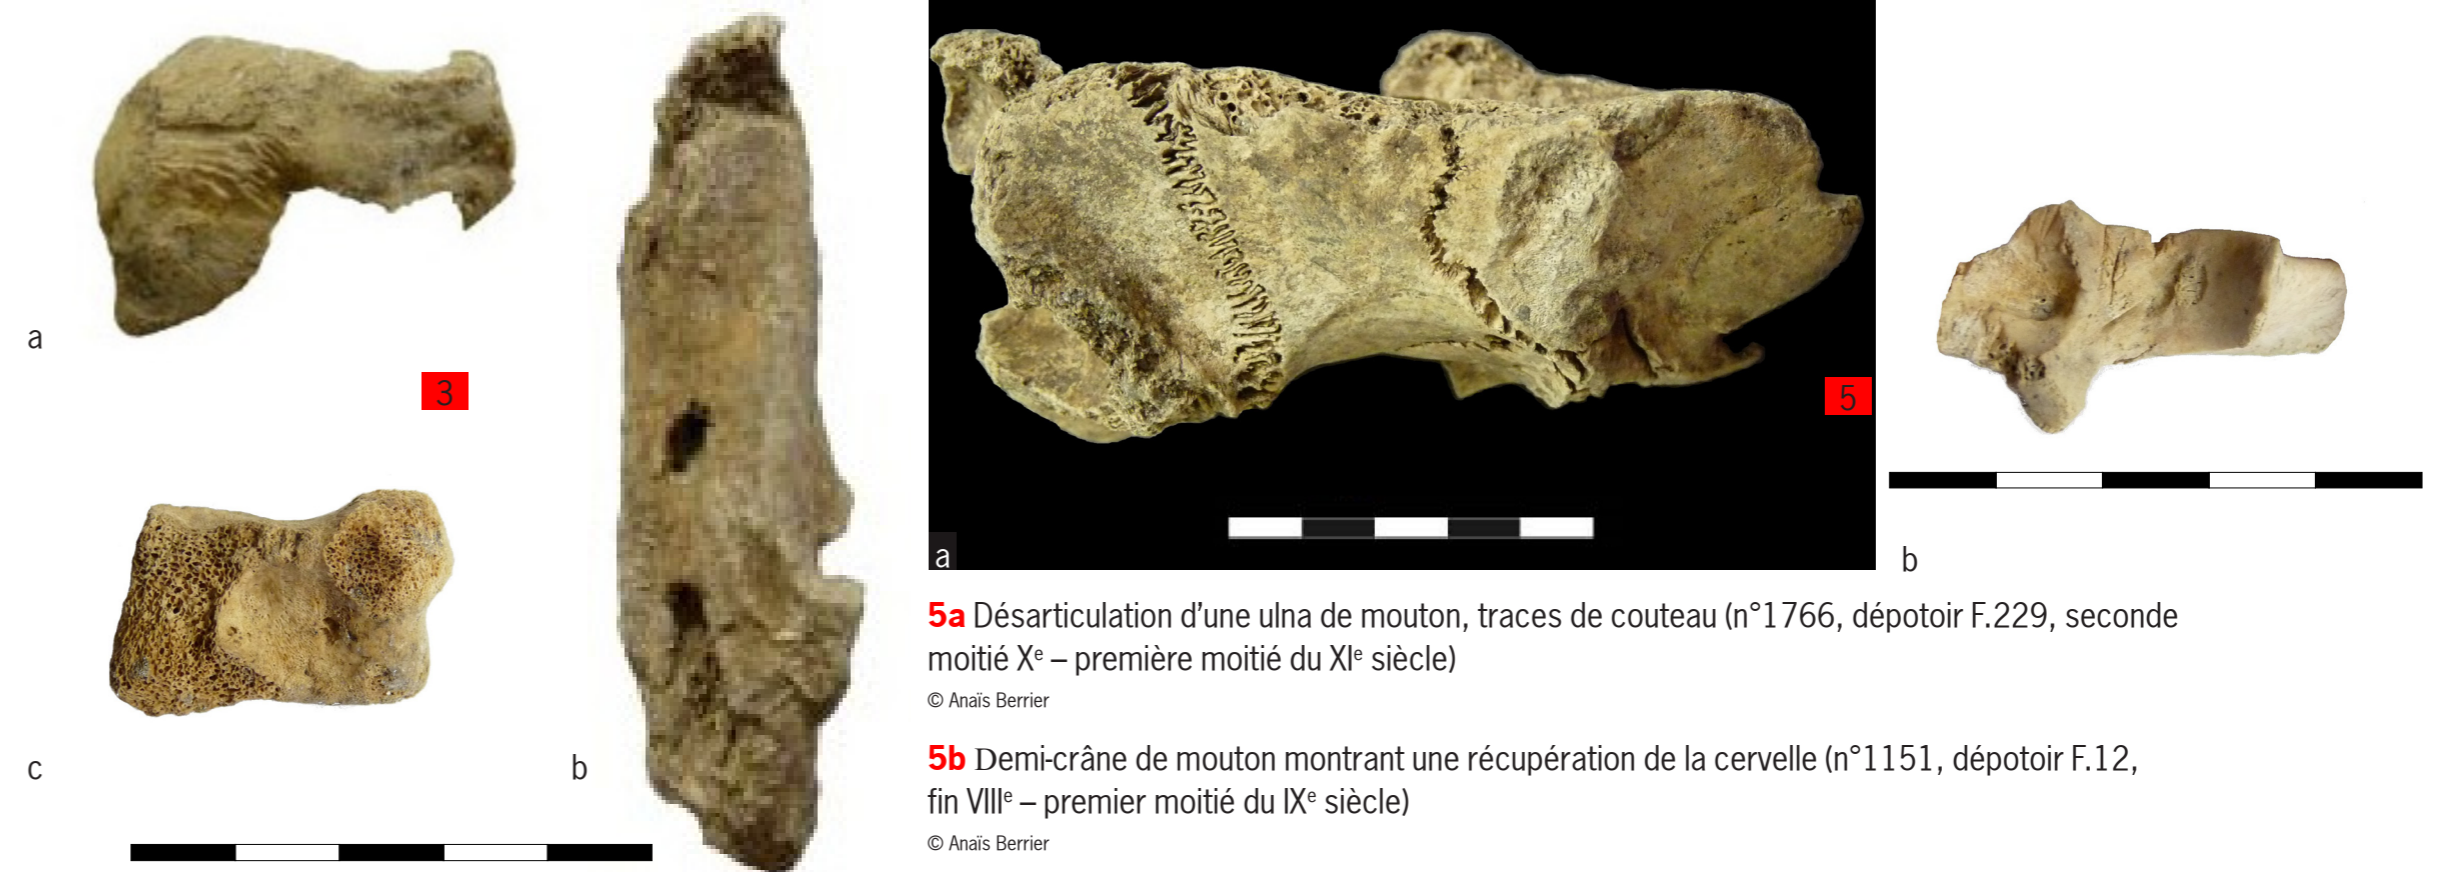 a
3
c
b
5
a
b
5a Désarticulation d’une ulna de mouton, traces de couteau (n°1766, dépotoir F.229, seconde
moitié Xe – première moitié du XIe siècle)
© Anaïs Berrier
5b Demi-crâne de mouton montrant une récupération de la cervelle (n°1151, dépotoir F.12,
fin VIIIe – premier moitié du IXe siècle)
© Anaïs Berrier